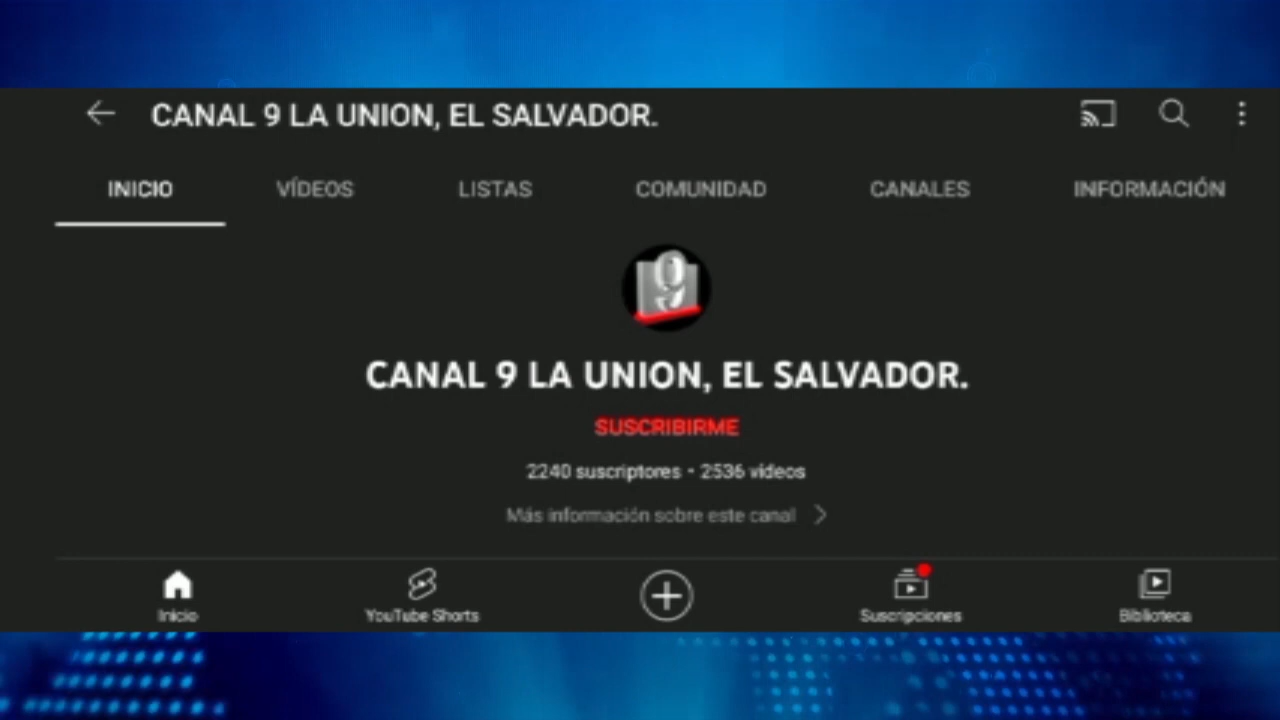 CANAL 9 LA UNION, EL SALVADOR.
INICIO VÍDEOS LISTAS COMUNIDAD CANALES INFORMACIÓN
9
CANAL 9 LA UNION, EL SALVADOR.
SUSCRIBIRME
2240 suscriptores • 2536 videos
Más información sobre este canal
Inicio YouTube Shorts Suscripciones Biblioteca